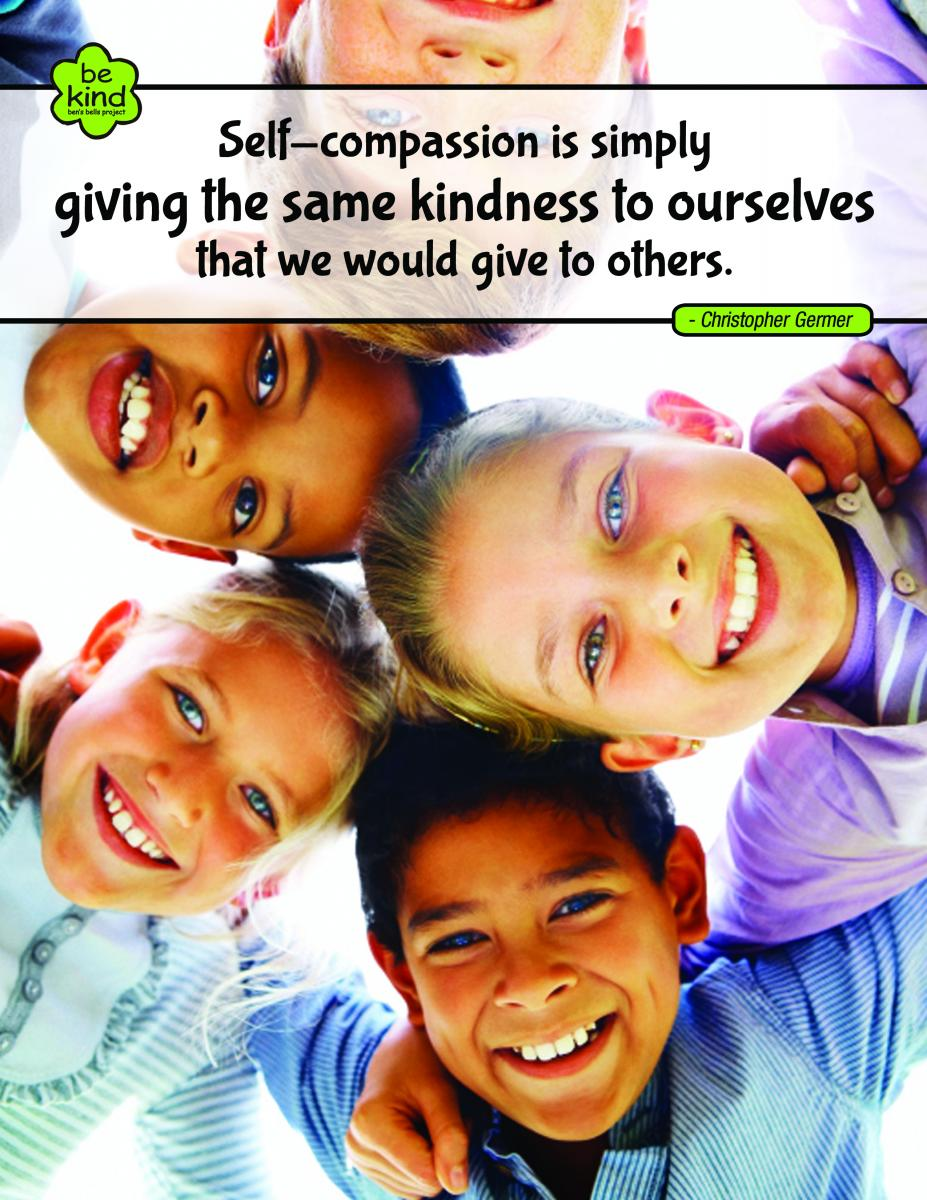 be
kind
ben's bells project
Self-compassion is simply
giving the same kindness to ourselves
that we would give to others.
- Christopher Germer